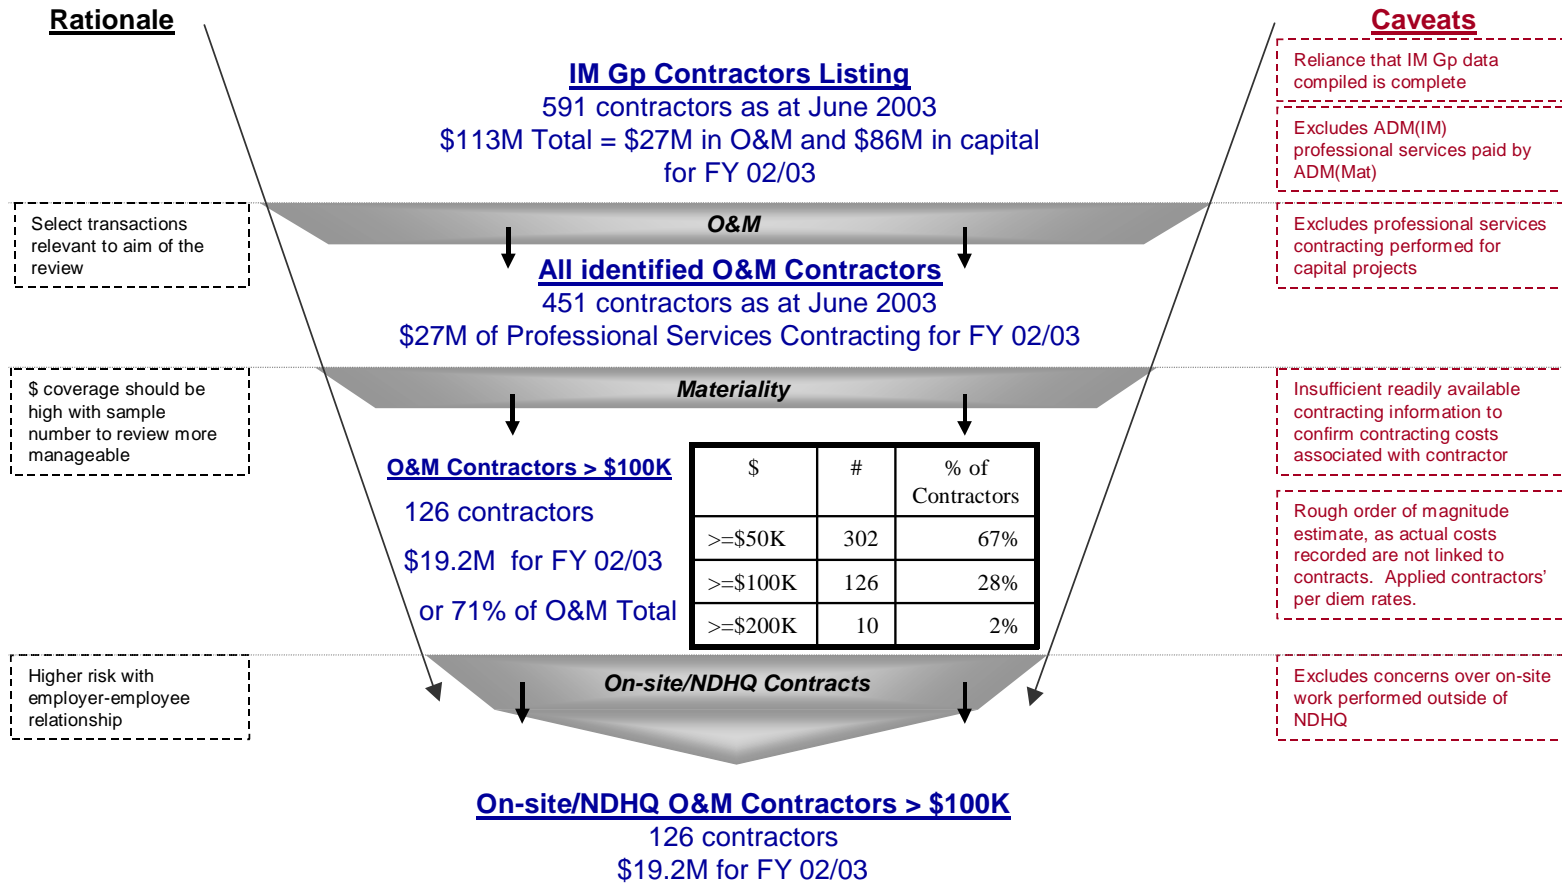 Rationale
Caveats
IM Gp Contractors Listing
591 contractors as at June 2003
$113M Total = $27M in O&M and $86M in capital
for FY 02/03
Reliance that IM Gp data
compiled is complete
Excludes ADM(IM)
professional services paid by
ADM(Mat)
Select transactions
relevant to aim of the
review
O&M
Excludes professional services
contracting performed for
capital projects
All identified O&M Contractors
451 contractors as at June 2003
$27M of Professional Services Contracting for FY 02/03
$ coverage should be
high with sample
number to review more
manageable
Materiality
Insufficient readily available
contracting information to
confirm contracting costs
associated with contractor
O&M Contractors > $100K
126 contractors
$19.2M for FY 02/03
or 71% of O&M Total
$ # % of
Contractors
>=$50K 302 67%
>=$100K 126 28%
>=$200K 10 2%
Rough order of magnitude
estimate, as actual costs
recorded are not linked to
contracts. Applied contractors’
per diem rates.
Higher risk with
employer-employee
relationship
On-site/NDHQ Contracts
Excludes concerns over on-site
work performed outside of
NDHQ
On-site/NDHQ O&M Contractors > $100K
126 contractors
$19.2M for FY 02/03